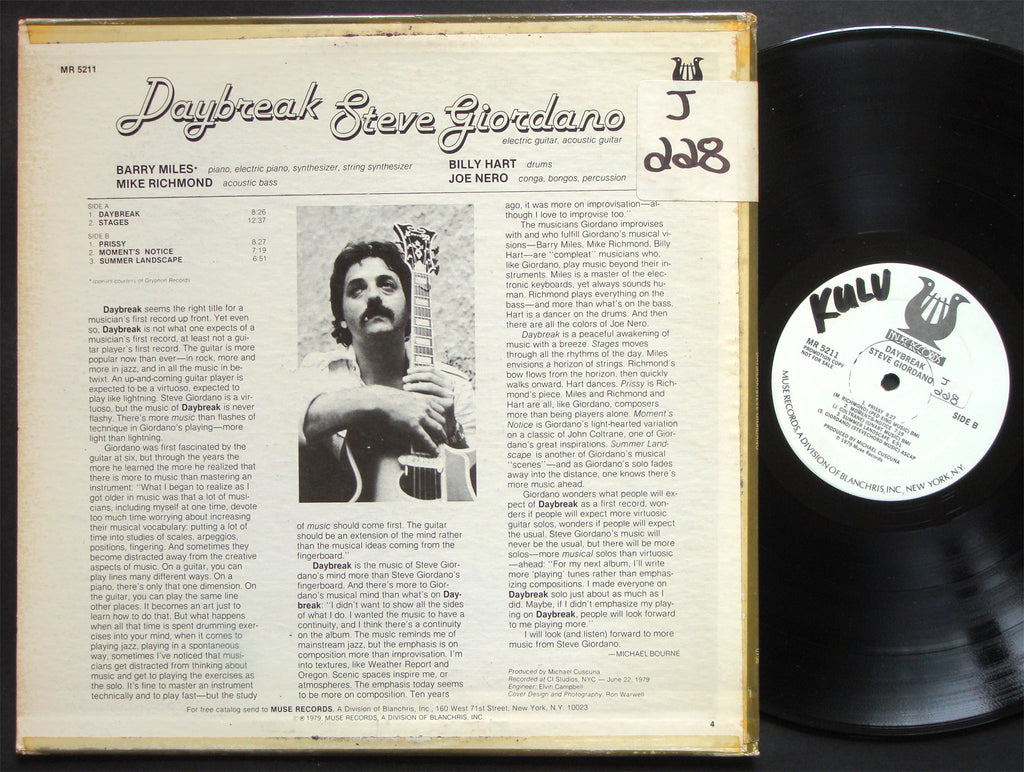 MR 5211
Daybreak Steve Giordano
electric guitar, acoustic guitar
J
228
BARRY MILES* piano, electric piano, synthesizer, string synthesizer
MIKE RICHMOND acoustic bass
BILLY HART drums
JOE NERO conga, bongos, percussion
SIDE A
1. DAYBREAK 8:26
2. STAGES 12:37
SIDE B
1. PRISSY 8:27
2. MOMENT'S NOTICE 7:19
3. SUMMER LANDSCAPE 6:51
*appears courtesy of Gryphon Records
Daybreak seems the right title for a
musician's first record up front. Yet even
so, Daybreak is not what one expects of a
musician's first record, at least not a gui-
tar player's first record. The guitar is more
popular now than ever—in rock, more and
more in jazz, and in all the music in be-
twixt. An up-and-coming guitar player is
expected to be a virtuoso, expected to
play like lightning. Steve Giordano is a vir-
tuoso, but the music of Daybreak is never
flashy. There's more music than flashes of
technique in Giordano's playing—more
light than lightning.
Giordano was first fascinated by the
guitar at six, but through the years the
more he learned the more he realized that
there is more to music than mastering an
instrument: "What I began to realize as I
got older in music was that a lot of musi-
cians, including myself at one time, devote
too much time worrying about increasing
their musical vocabulary: putting a lot of
time into studies of scales, arpeggios,
positions, fingering. And sometimes they
become distracted away from the creative
aspects of music. On a guitar, you can
play lines many different ways. On a
piano, there's only that one dimension. On
the guitar, you can play the same line
other places. It becomes an art just to
learn how to do that. But what happens
when all that time is spent drumming exer-
cises into your mind, when it comes to
playing jazz, playing in a spontaneous
way, sometimes I've noticed that musi-
cians get distracted from thinking about
music and get to playing the exercises as
the solo. It's fine to master an instrument
technically and to play fast—but the study
of music should come first. The guitar
should be an extension of the mind rather
than the musical ideas coming from the
fingerboard."
Daybreak is the music of Steve Gior-
dano's mind more than Steve Giordano's
fingerboard. And there's more to Gior-
dano's musical mind than what's on Day-
break: "I didn't want to show all the sides
of what I do. I wanted the music to have a
continuity, and I think there's a continuity
on the album. The music reminds me of
mainstream jazz, but the emphasis is on
composition more than improvisation. I'm
into textures, like Weather Report and
Oregon. Scenic spaces inspire me, or
atmospheres. The emphasis today seems
to be more on composition. Ten years
ago, it was more on improvisation—al-
though I love to improvise too."
The musicians Giordano improvises
with and who fulfill Giordano's musical vi-
sions—Barry Miles, Mike Richmond, Billy
Hart—are "compleat" musicians who,
like Giordano, play music beyond their in-
struments. Miles is a master of the elec-
tronic keyboards, yet always sounds hu-
man. Richmond plays everything on the
bass—and more than what's on the bass.
Hart is a dancer on the drums. And then
there are all the colors of Joe Nero.
Daybreak is a peaceful awakening of
music with a breeze. Stages moves
through all the rhythms of the day. Miles
envisions a horizon of strings. Richmond's
bow flows from the horizon, then quickly
walks onward. Hart dances. Prissy is Rich-
mond's piece. Miles and Richmond and
Hart are all, like Giordano, composers
more than being players alone. Moment's
Notice is Giordano's light-hearted variation
on a classic of John Coltrane, one of Gior-
dano's great inspirations. Summer Land-
scape is another of Giordano's musical
"scenes"—and as Giordano's solo fades
away into the distance, one knows there's
more music ahead.
Giordano wonders what people will ex-
pect of Daybreak as a first record, won-
ders if people will expect more virtuosic
guitar solos, wonders if people will expect
the usual. Steve Giordano's music will
never be the usual, but there will be more
solos—more musical solos than virtuosic
—ahead: "For my next album, I'll write
more 'playing' tunes rather than empha-
sizing compositions. I made everyone on
Daybreak solo just about as much as I
did. Maybe, if I didn't emphasize my play-
ing on Daybreak, people will look forward
to me playing more."
I will look (and listen) forward to more
music from Steve Giordano.
—MICHAEL BOURNE
Produced by Michael Cuscuna
Recorded at CI Studios, NYC — June 22, 1979
Engineer: Elvin Campbell
Cover Design and Photography: Ron Warwell
For free catalog send to MUSE RECORDS, A Division of Blanchris, Inc., 160 West 71st Street, New York, N.Y. 10023
© ℗ 1979, MUSE RECORDS, A DIVISION OF BLANCHRIS, INC.
4
KULU
MUSE RECORDS
MR 5211
PROMOTION COPY
NOT FOR SALE
DAYBREAK
STEVE GIORDANO
J
228
SIDE B
1. PRISSY 8:27
2. MOMENT'S NOTICE 7:19
PRODUCED BY MICHAEL CUSCUNA
℗ 1979 Muse Records
MUSE RECORDS, A DIVISION OF BLANCHRIS, INC., NEW YORK, N.Y.